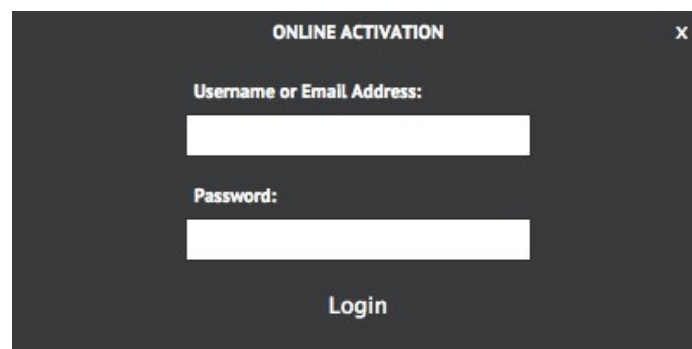 ONLINE ACTIVATION x
Username or Email Address:
Password:
Login